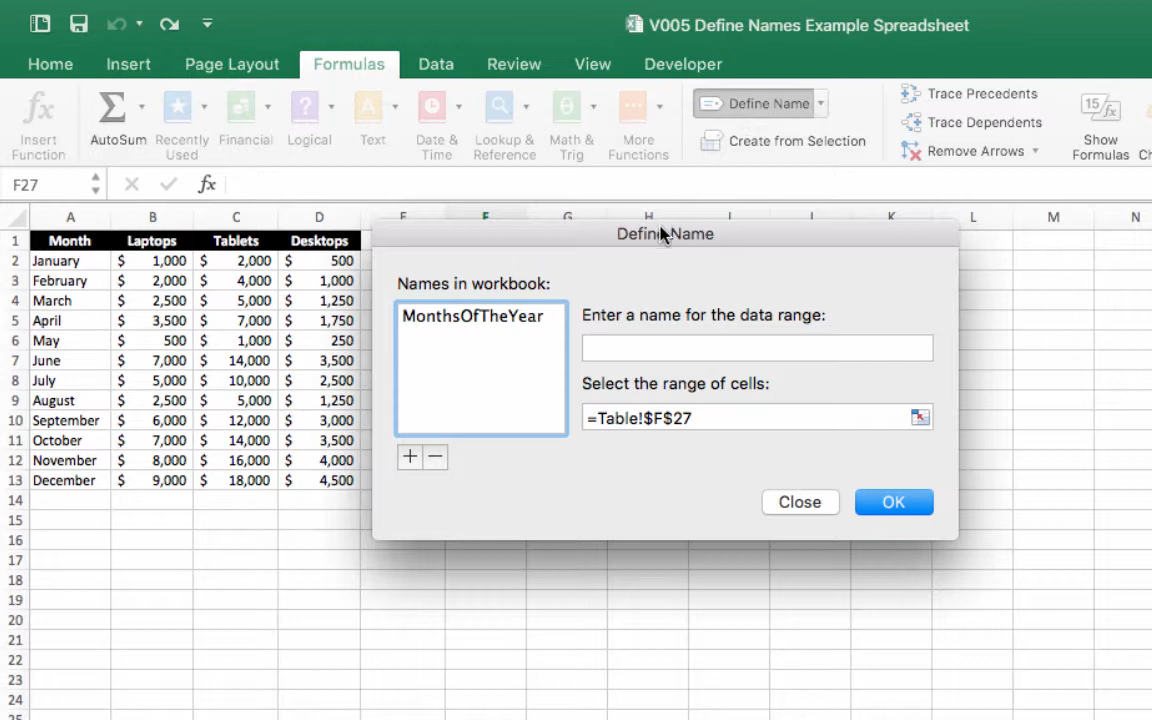 V005 Define Names Example Spreadsheet
Home Insert Page Layout Formulas Data Review View Developer
fx Insert Function
Σ AutoSum
Recently Used
Financial
? Logical
A Text
Date & Time
Lookup & Reference
θ Math & Trig
More Functions
Define Name
Create from Selection
Trace Precedents
Trace Dependents
Remove Arrows
15 fx Show Formulas
F27 fx
A B C D E F G H K L M N
1 Month Laptops Tablets Desktops
2 January $ 1,000 $ 2,000 $ 500
3 February $ 2,000 $ 4,000 $ 1,000
4 March $ 2,500 $ 5,000 $ 1,250
5 April $ 3,500 $ 7,000 $ 1,750
6 May $ 500 $ 1,000 $ 250
7 June $ 7,000 $ 14,000 $ 3,500
8 July $ 5,000 $ 10,000 $ 2,500
9 August $ 2,500 $ 5,000 $ 1,250
10 September $ 6,000 $ 12,000 $ 3,000
11 October $ 7,000 $ 14,000 $ 3,500
12 November $ 8,000 $ 16,000 $ 4,000
13 December $ 9,000 $ 18,000 $ 4,500
14
15
16
17
18
19
20
21
22
23
24
Define Name
Names in workbook:
MonthsOfTheYear
Enter a name for the data range:
Select the range of cells:
=Table!$F$27
+ −
Close OK